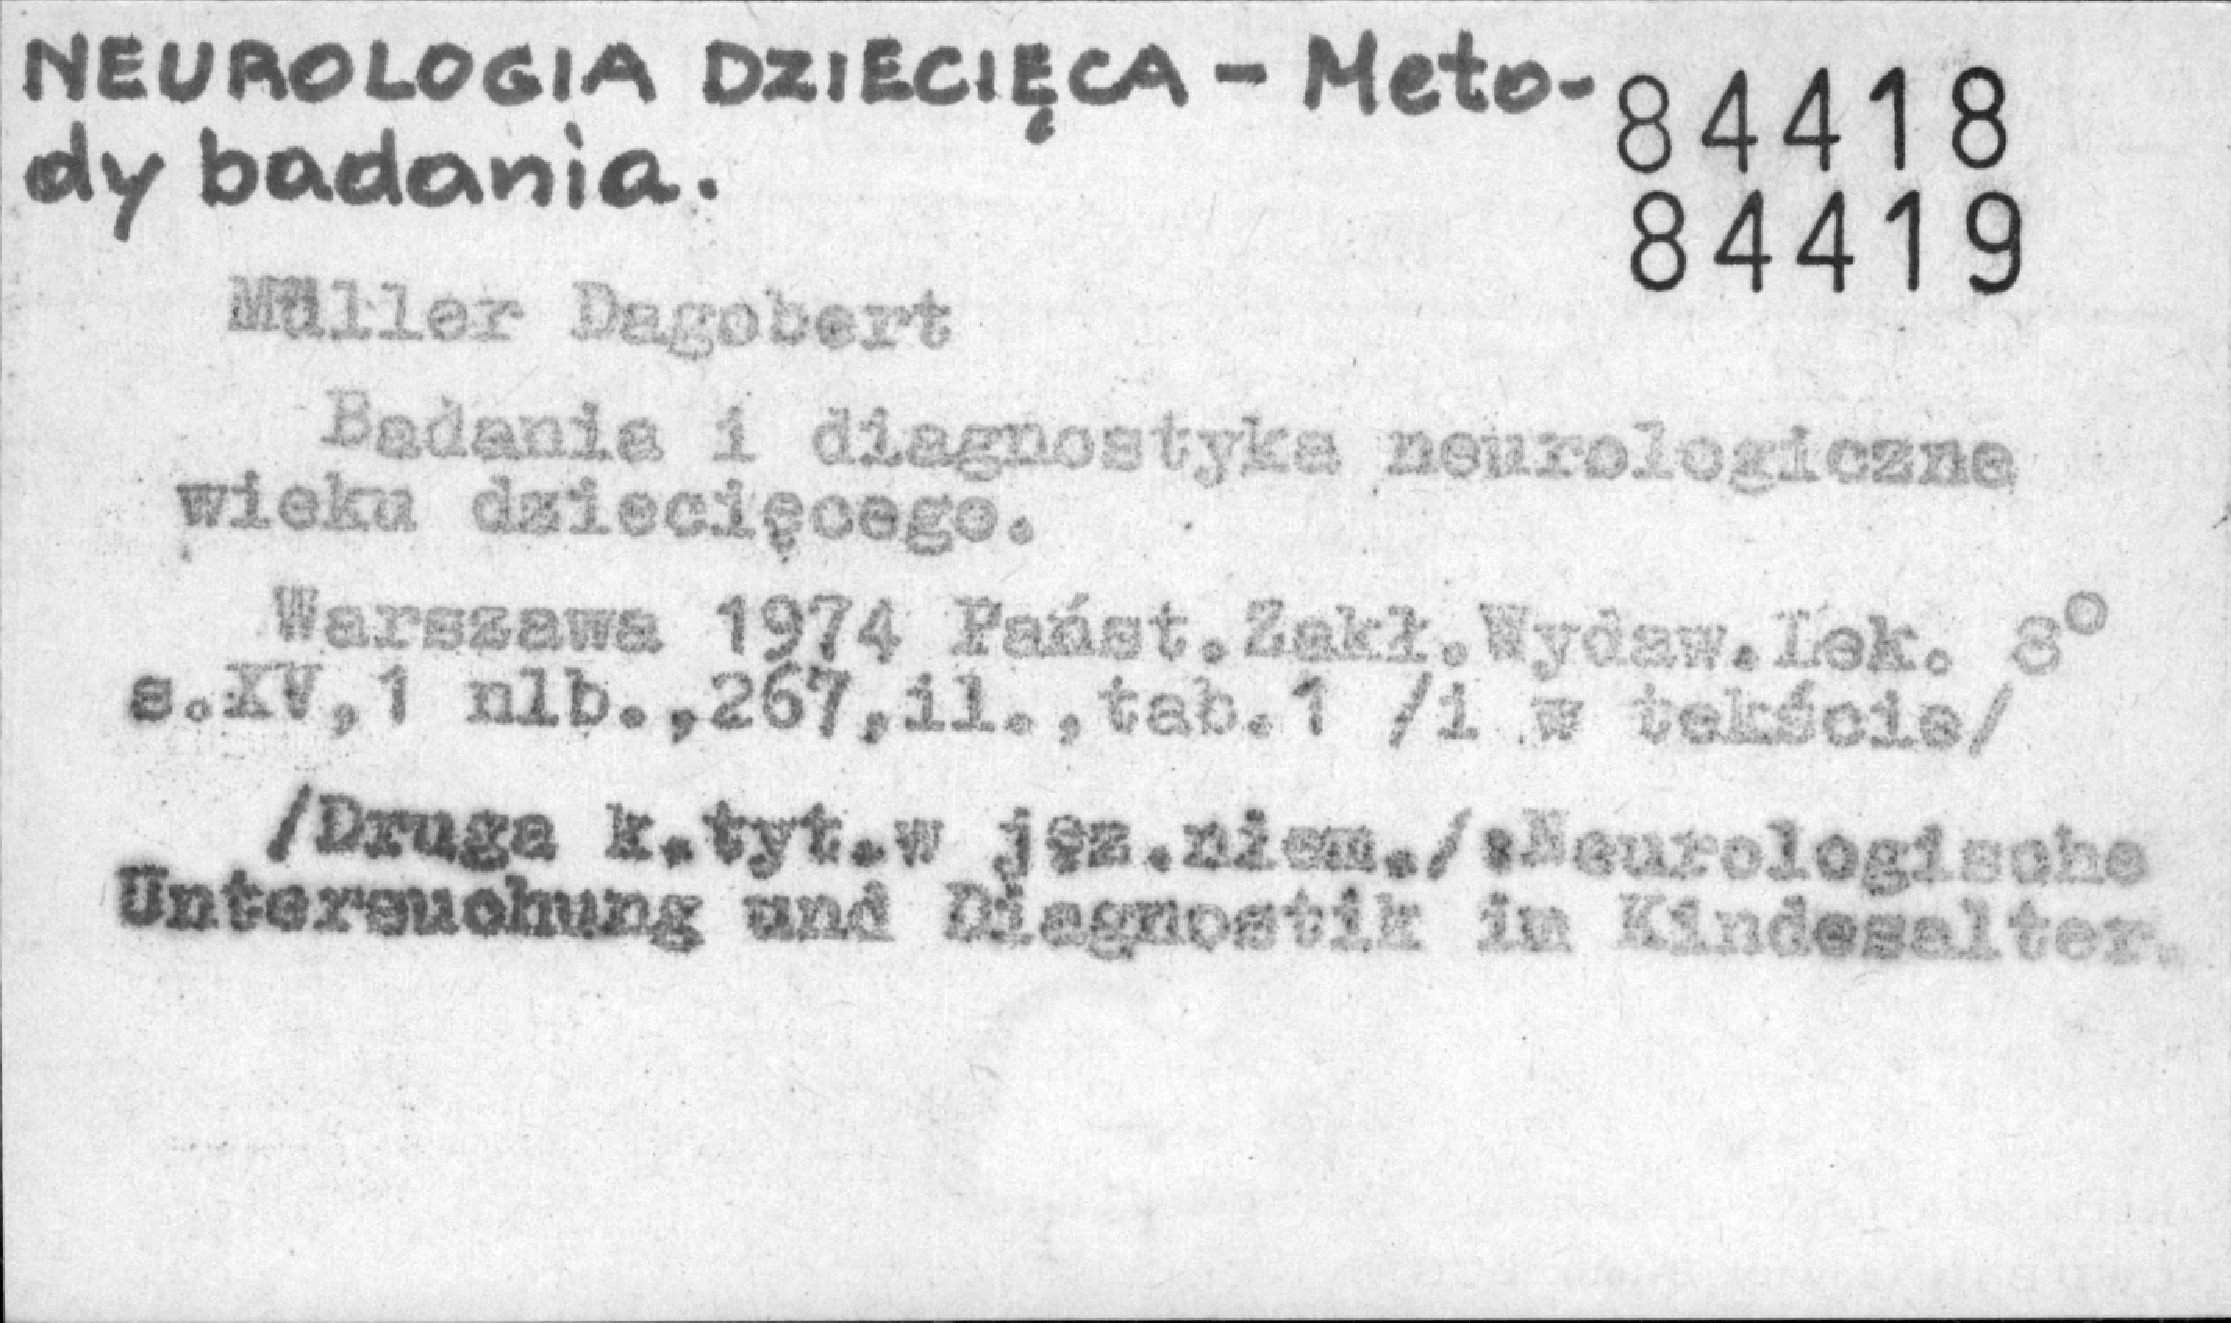 NEUROLOGIA DZIECIĘCA - Meto-
dy badania.
84418
84419
Müller Dagobert
Badania i diagnostyka neurologiczna
wieku dziecięcego.
Warszawa 1974 Państ.Zakł.Wydaw.Lek. 8°
s.XV,1 nlb.,267,il.,tab.1 /i w tekście/
/Druga k.tyt.w jęz.niem./:Neurologische
Untersuchung und Diagnostik im Kindesalter.